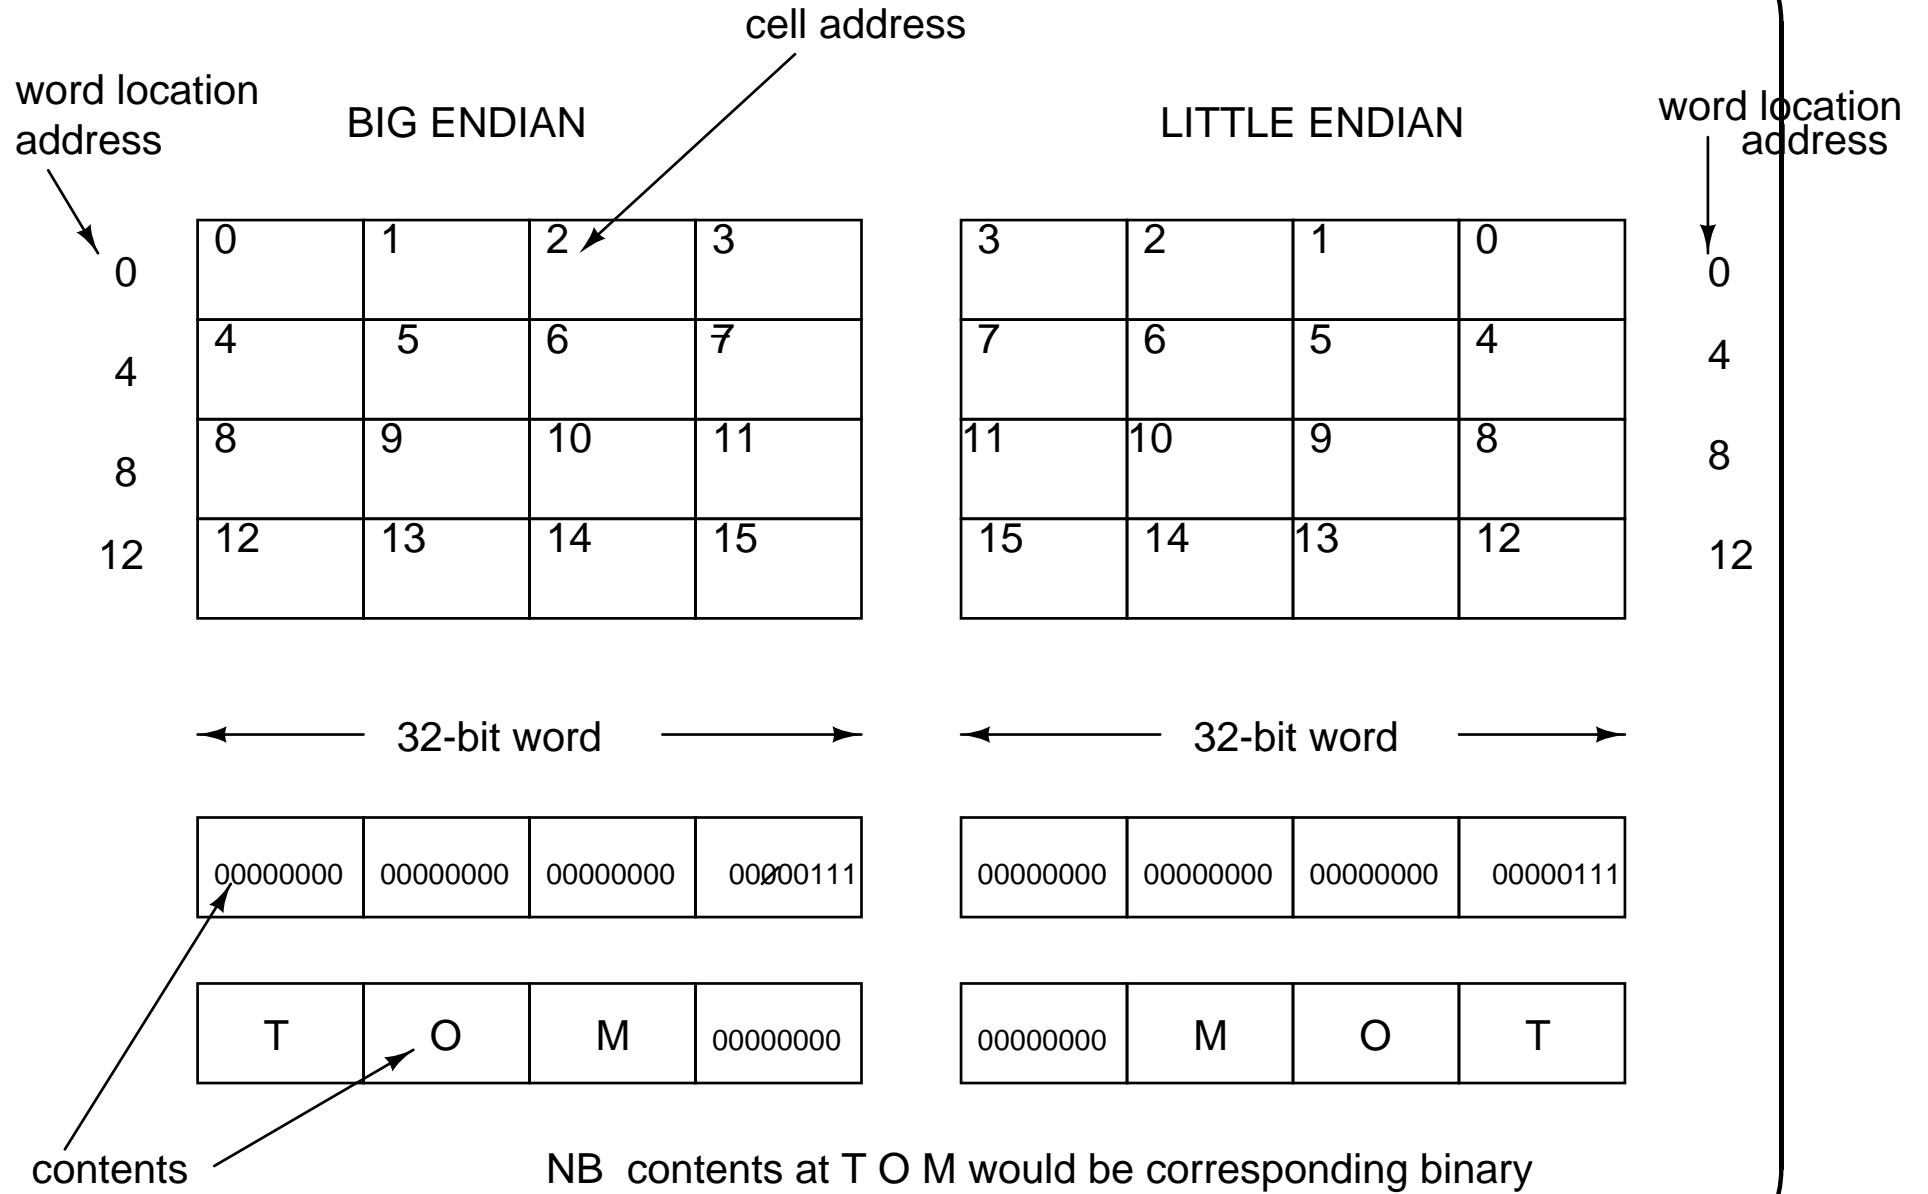 cell address
word location
address
BIG ENDIAN
LITTLE ENDIAN
word location
address
0 0 1 2 3
4 4 5 6 7
8 8 9 10 11
12 12 13 14 15
3 2 1 0 0
7 6 5 4 4
11 10 9 8 8
15 14 13 12 12
32-bit word
32-bit word
00000000 00000000 00000000 00000111
00000000 00000000 00000000 00000111
T O M 00000000
00000000 M O T
contents
NB contents at T O M would be corresponding binary